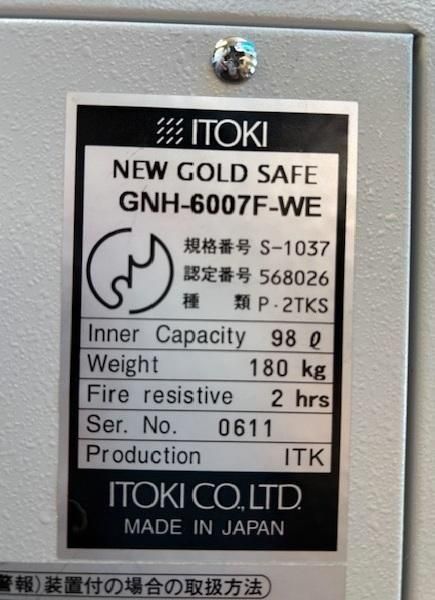 ITOKI
NEW GOLD SAFE
GNH-6007F-WE
規格番号 S-1037
認定番号 568026
種 類 P・2TKS
Inner Capacity 98 ℓ
Weight 180 kg
Fire resistive 2 hrs
Ser. No. 0611
Production ITK
ITOKI CO.,LTD.
MADE IN JAPAN
警報)装置付の場合の取扱方法)